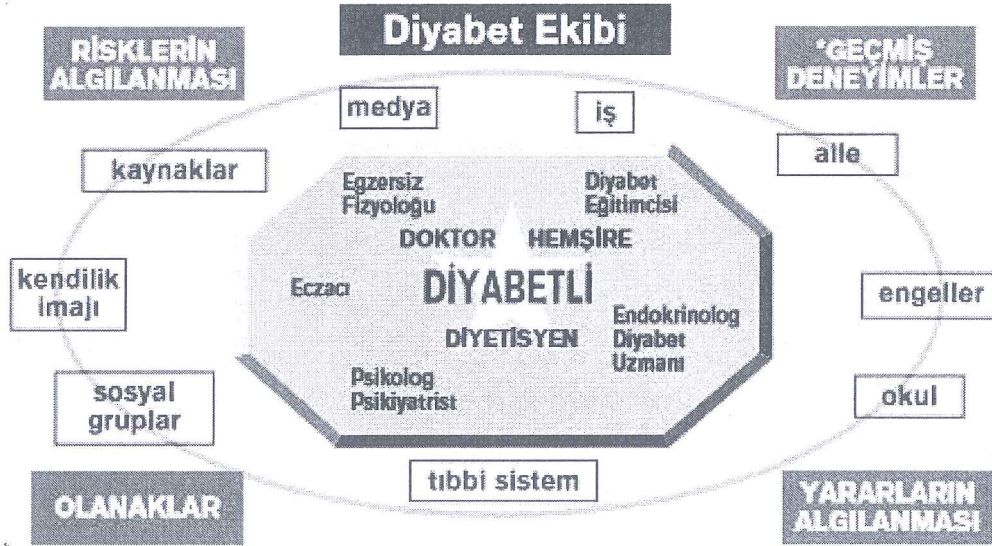 Diyabet Ekibi
RİSKLERİN
ALGILANMASI
*GEÇMİŞ
DENEYİMLER
medya
iş
kaynaklar
aile
Egzersiz
Fizyoloğu
Diyabet
Eğitimcisi
DOKTOR HEMŞİRE
kendilik
imajı
Eczacı
DİYABETLİ
engeller
Endokrinolog
Diyabet
Uzmanı
DİYETİSYEN
Psikolog
Psikiyatrist
sosyal
gruplar
okul
tıbbi sistem
OLANAKLAR
YARARLARIN
ALGILANMASI